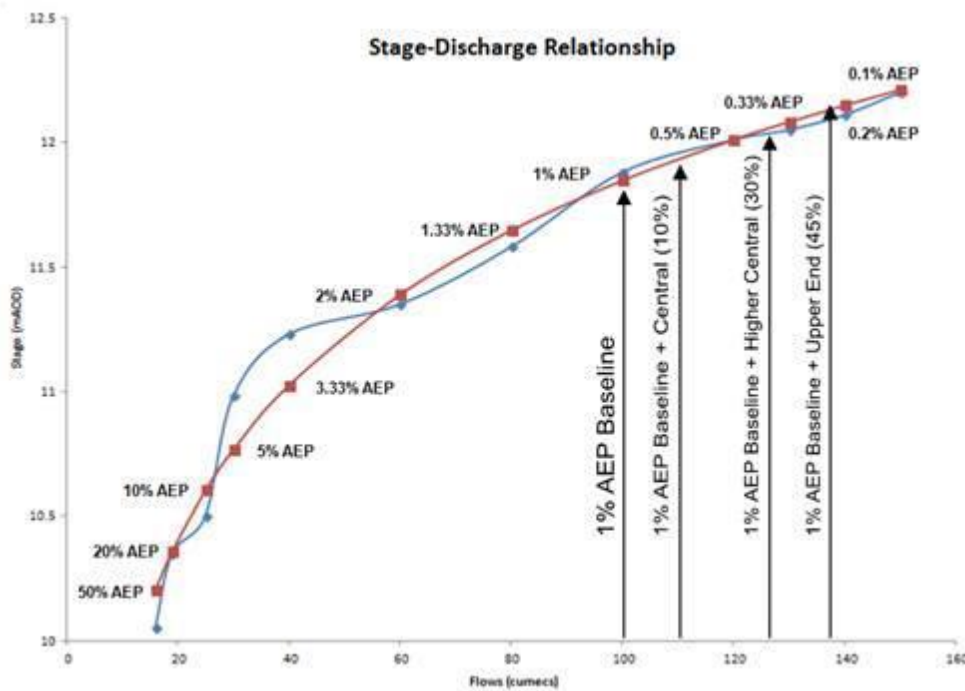 Stage-Discharge Relationship
12.5
12
11.5
11
10.5
10
Stage (mAOD)
0.1% AEP
0.33% AEP
0.5% AEP
0.2% AEP
1% AEP
1.33% AEP
2% AEP
3.33% AEP
5% AEP
10% AEP
20% AEP
50% AEP
1% AEP Baseline
1% AEP Baseline + Central (10%)
1% AEP Baseline + Higher Central (30%)
1% AEP Baseline + Upper End (45%)
0 20 40 60 80 100 120 140 160
Flows (cumecs)